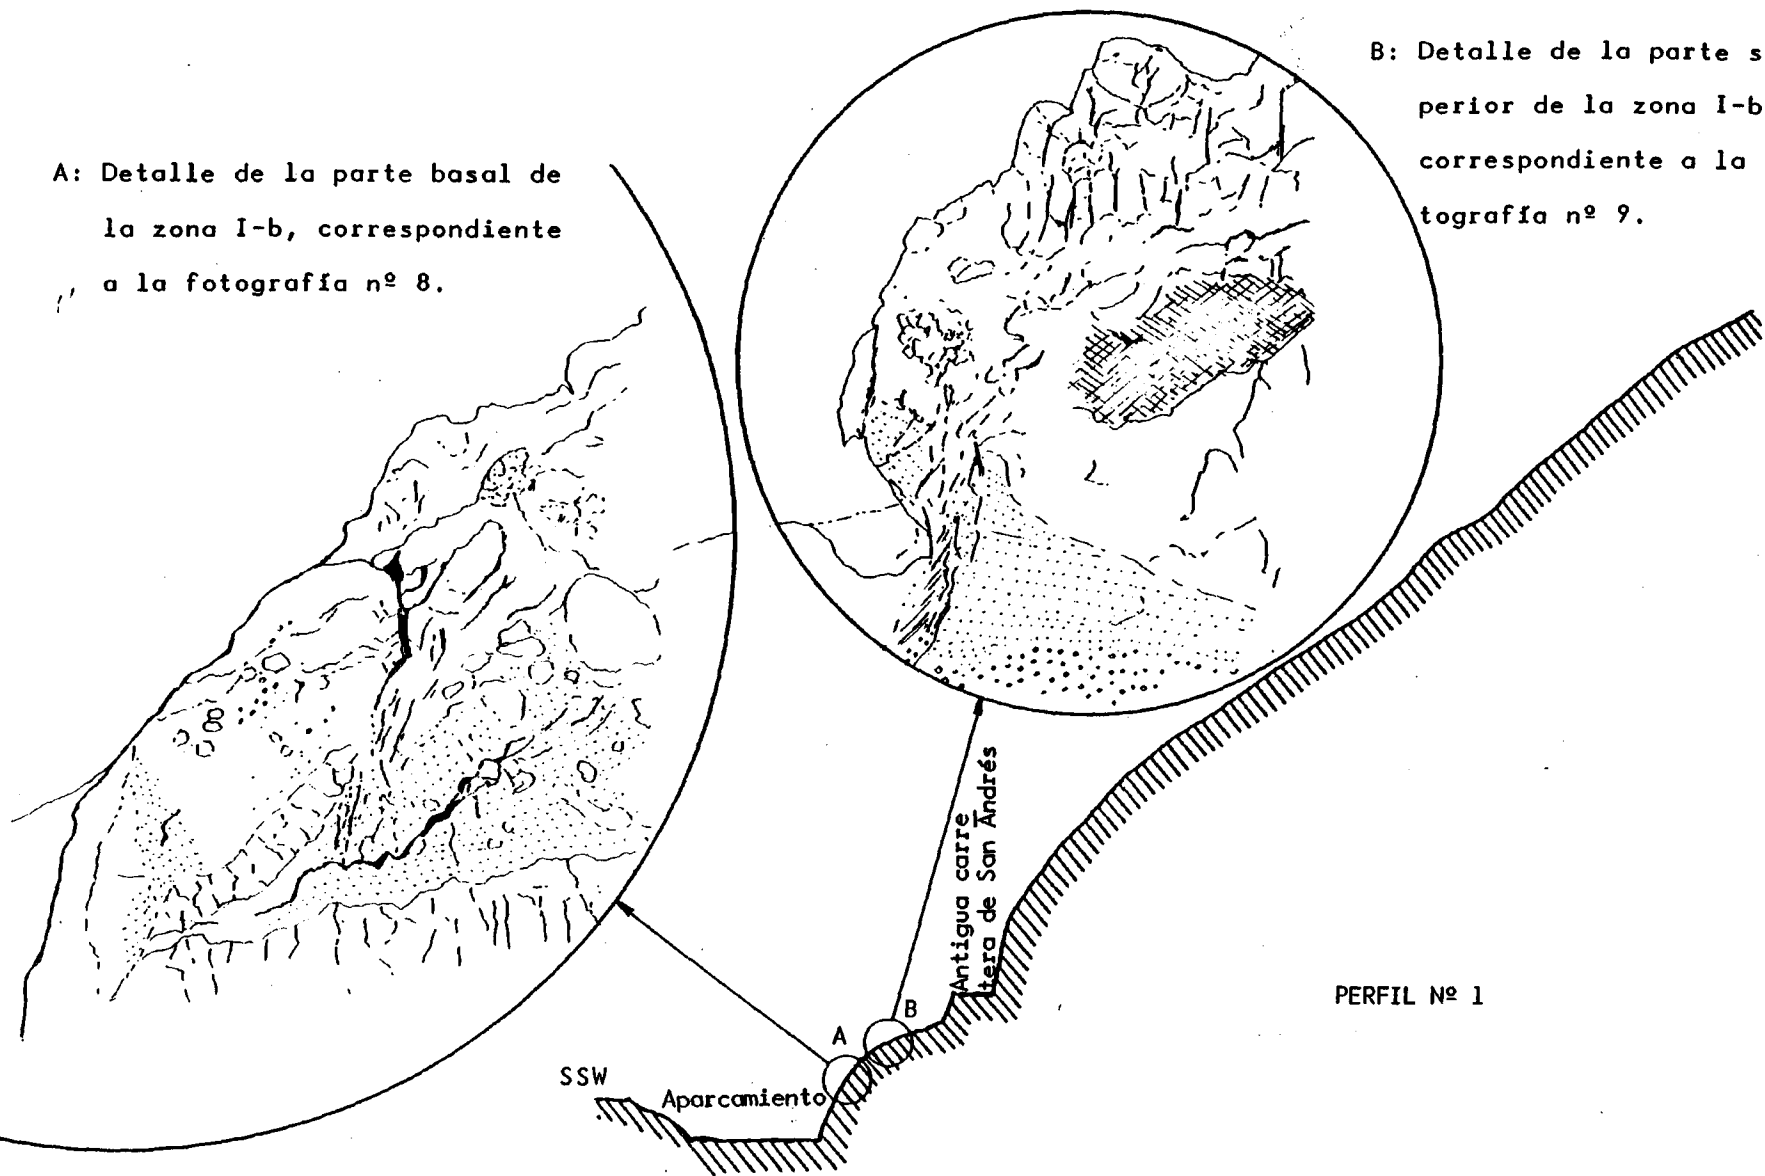 A: Detalle de la parte basal de
la zona I-b, correspondiente
a la fotografía nº 8.
B: Detalle de la parte s
perior de la zona I-b
correspondiente a la
tografía nº 9.
Antigua carre
tera de San Andrés
A
B
SSW
Aparcamiento
PERFIL Nº 1